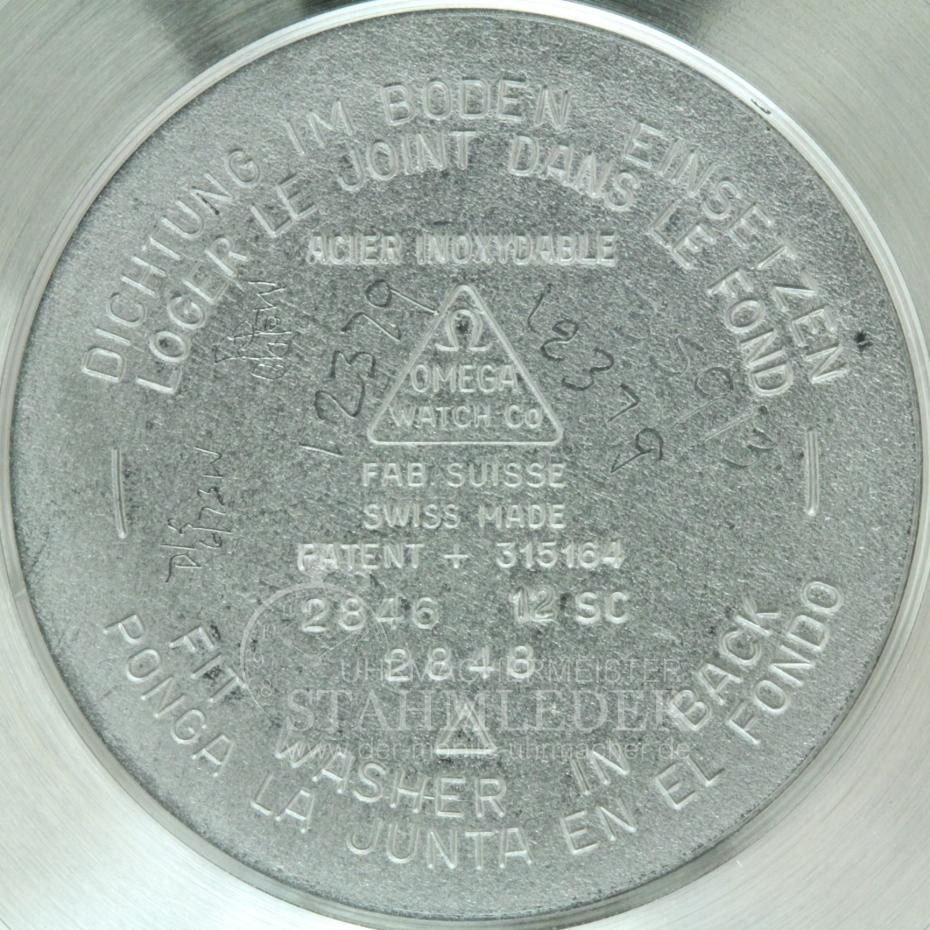 DICHTUNG IM BODEN EINSETZEN
LOGER LE JOINT DANS LE FOND
ACIER INOXYDABLE
Ω
OMEGA
WATCH Co
12379
FAB. SUISSE
SWISS MADE
PATENT + 315164
2846 12 SC
2848
UHRMACHERMEISTER
STAHMLEDER
www.der-mobile-uhrmacher.de
FIT WASHER IN BACK
PONGA LA JUNTA EN EL FONDO